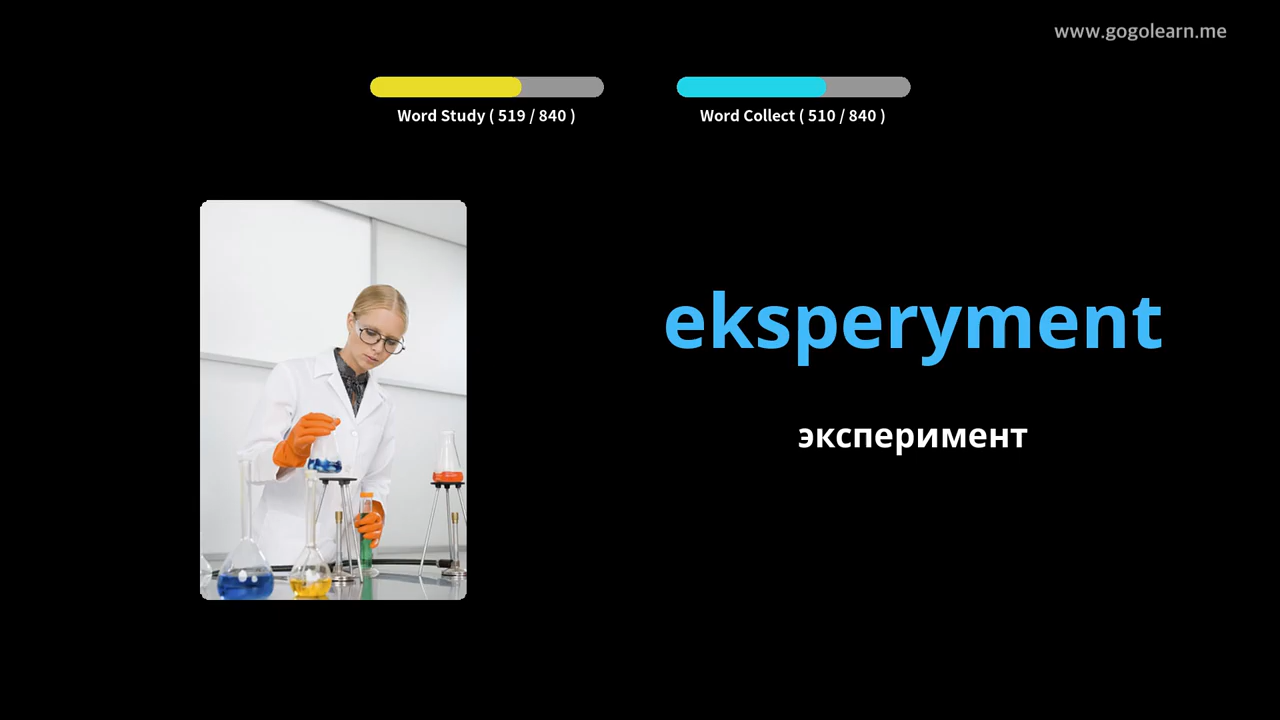 www.gogolearn.me
Word Study ( 519 / 840 )
Word Collect ( 510 / 840 )
eksperyment
эксперимент